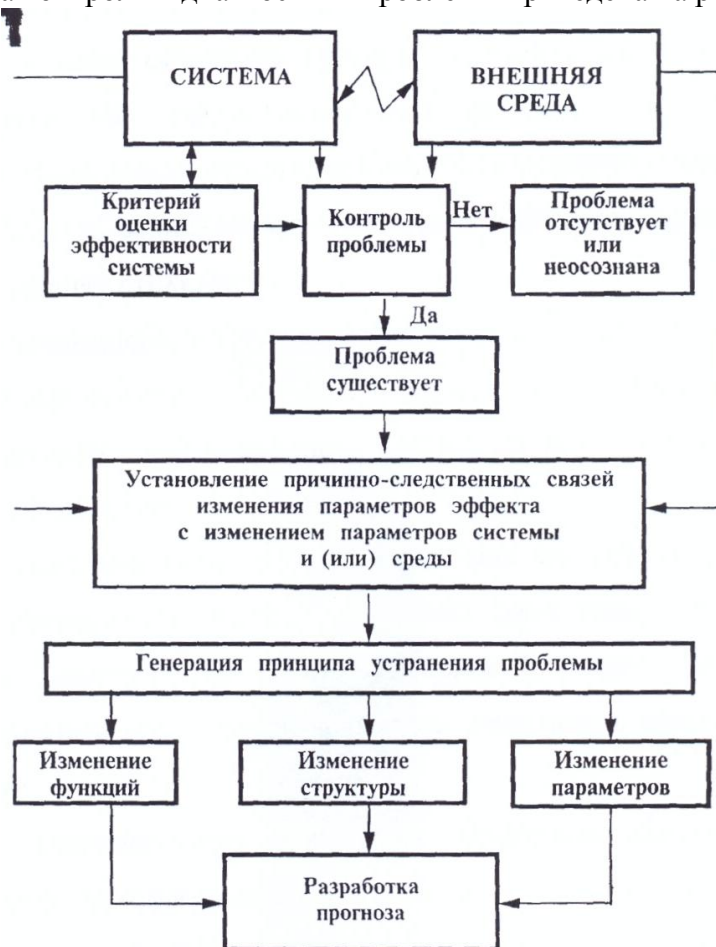 СИСТЕМА
ВНЕШНЯЯ
СРЕДА
Критерий
оценки
эффективности
системы
Контроль
проблемы
Нет
Проблема
отсутствует
или
неосознана
Да
Проблема
существует
Установление причинно-следственных связей
изменения параметров эффекта
с изменением параметров системы
и (или) среды
Генерация принципа устранения проблемы
Изменение
функций
Изменение
структуры
Изменение
параметров
Разработка
прогноза